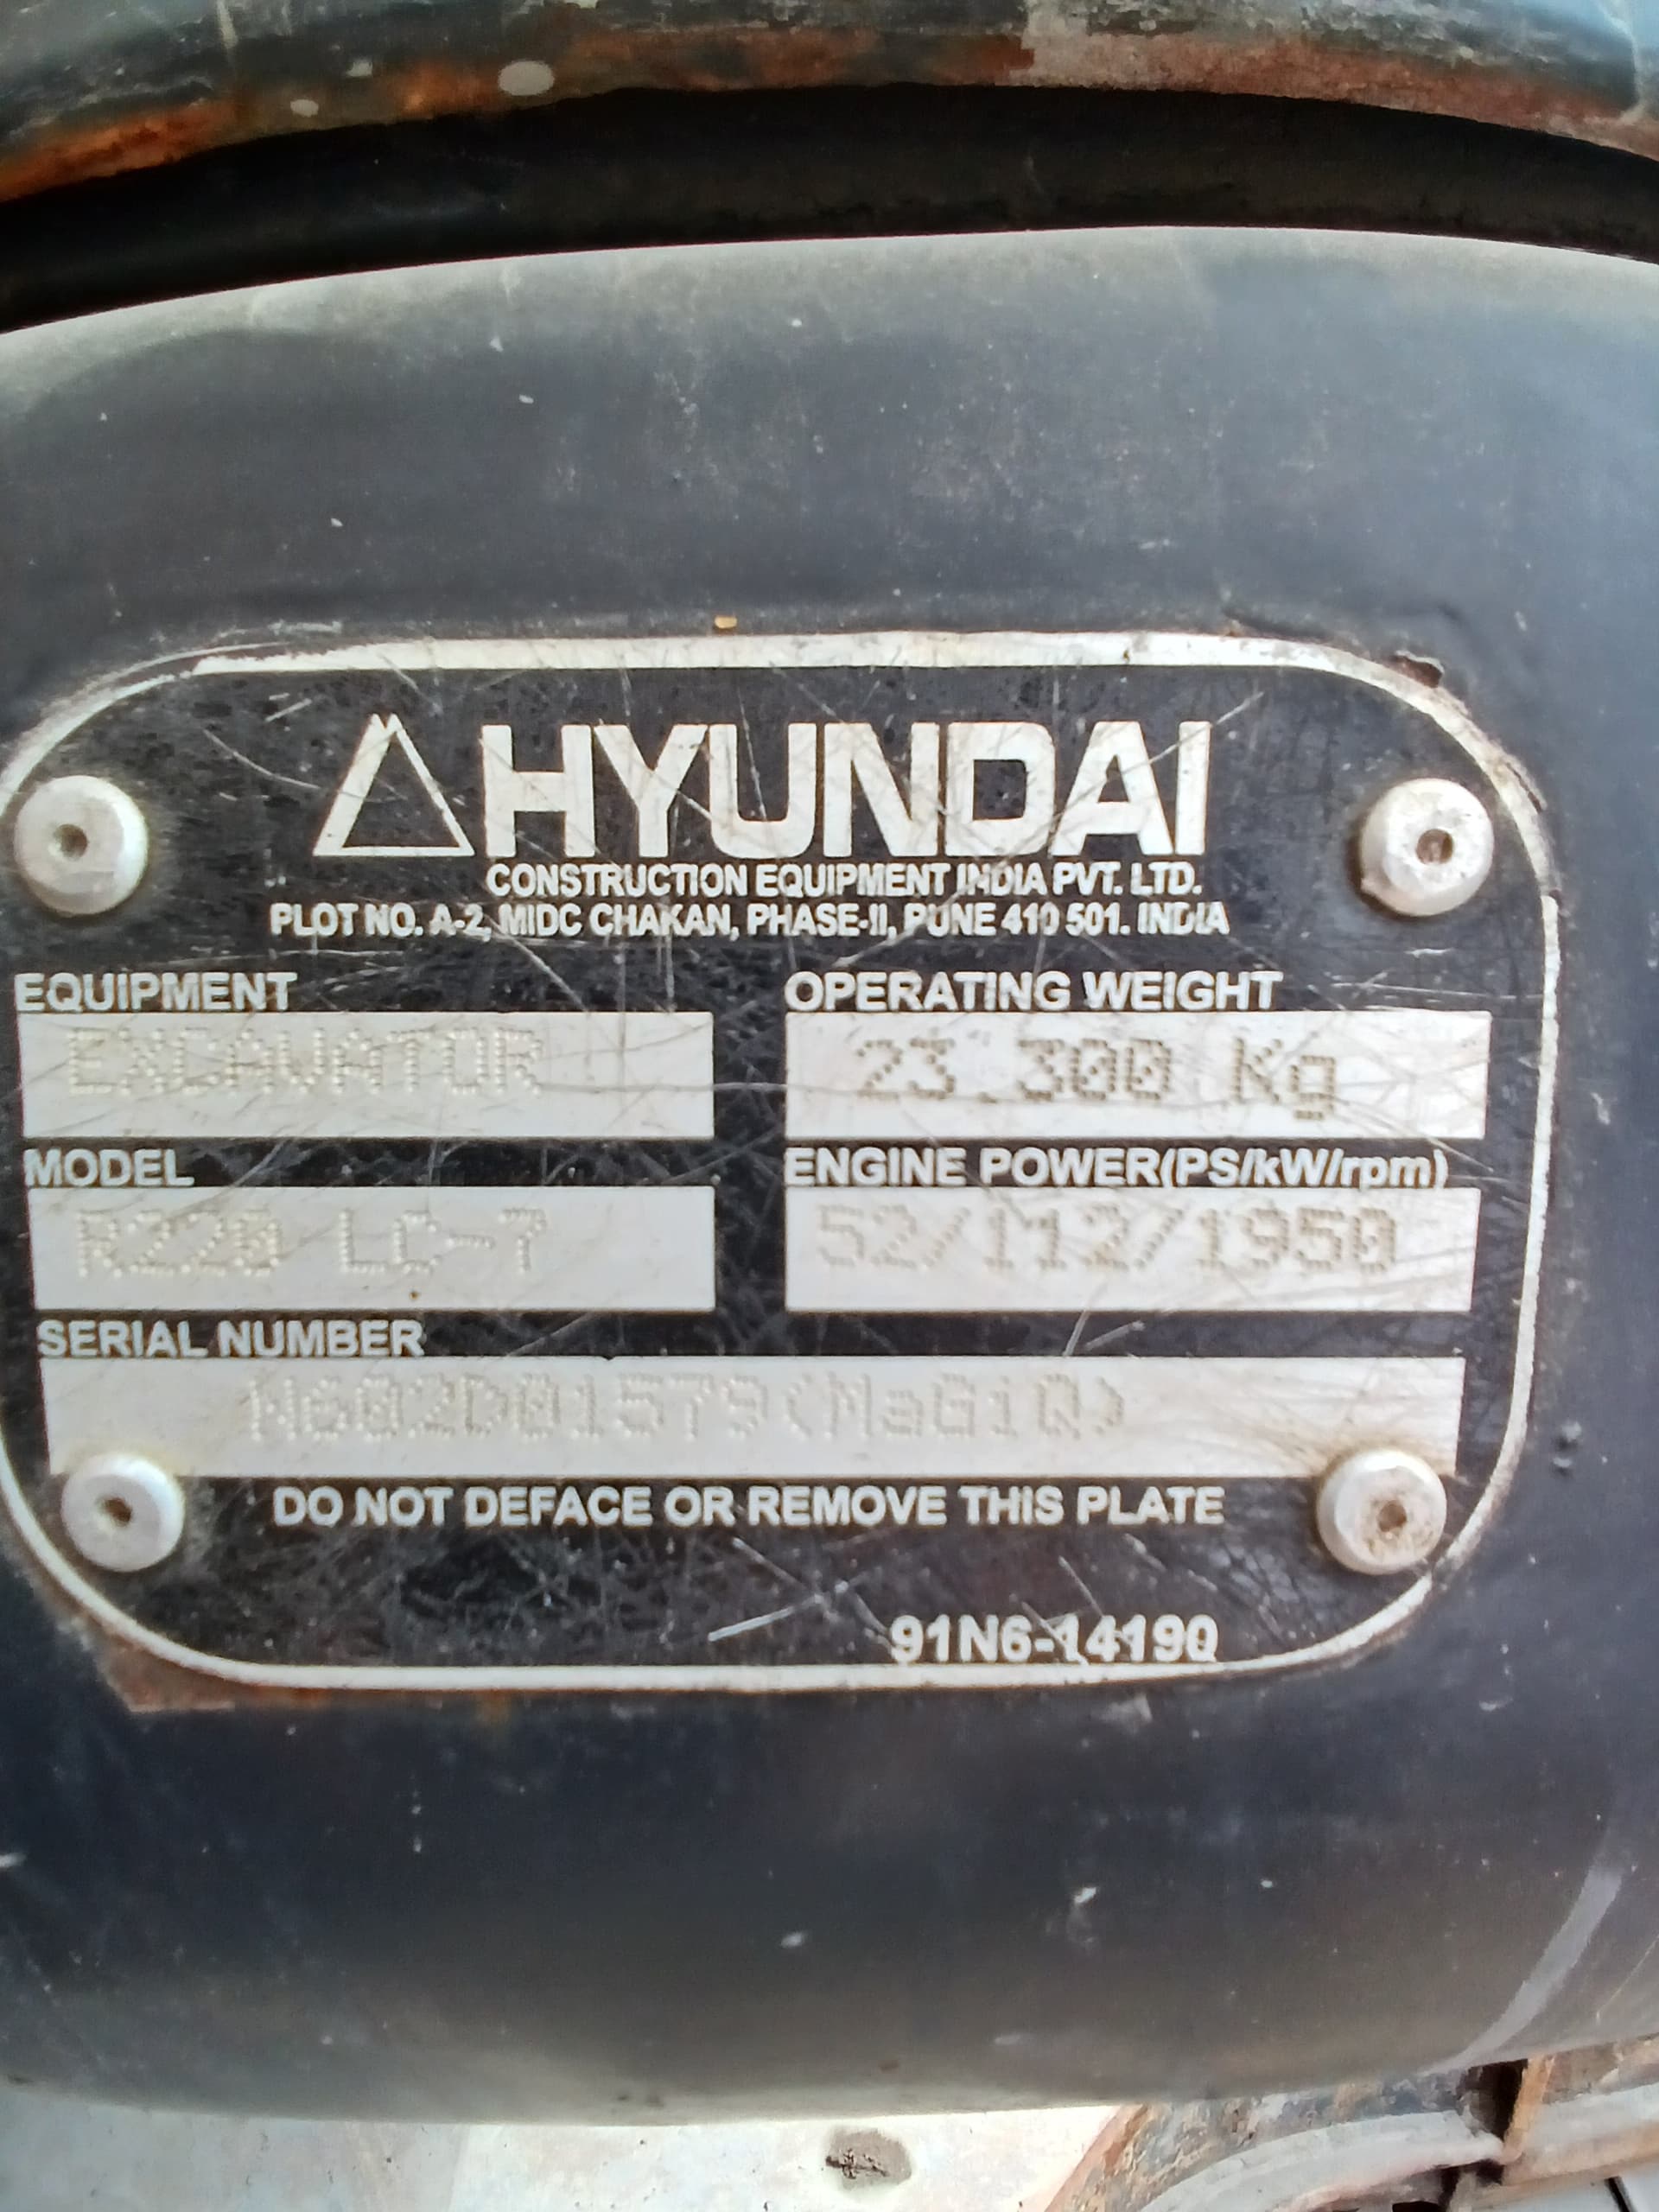 HYUNDAI
CONSTRUCTION EQUIPMENT INDIA PVT. LTD.
PLOT NO. A-2, MIDC CHAKAN, PHASE-II, PUNE 410 501. INDIA
EQUIPMENT
EXCAVATOR
OPERATING WEIGHT
23.300 Kg
MODEL
R220 LC-7
ENGINE POWER(PS/kW/rpm)
52/112/1950
SERIAL NUMBER
N602D01579(MaGiQ)
DO NOT DEFACE OR REMOVE THIS PLATE
91N6-14190